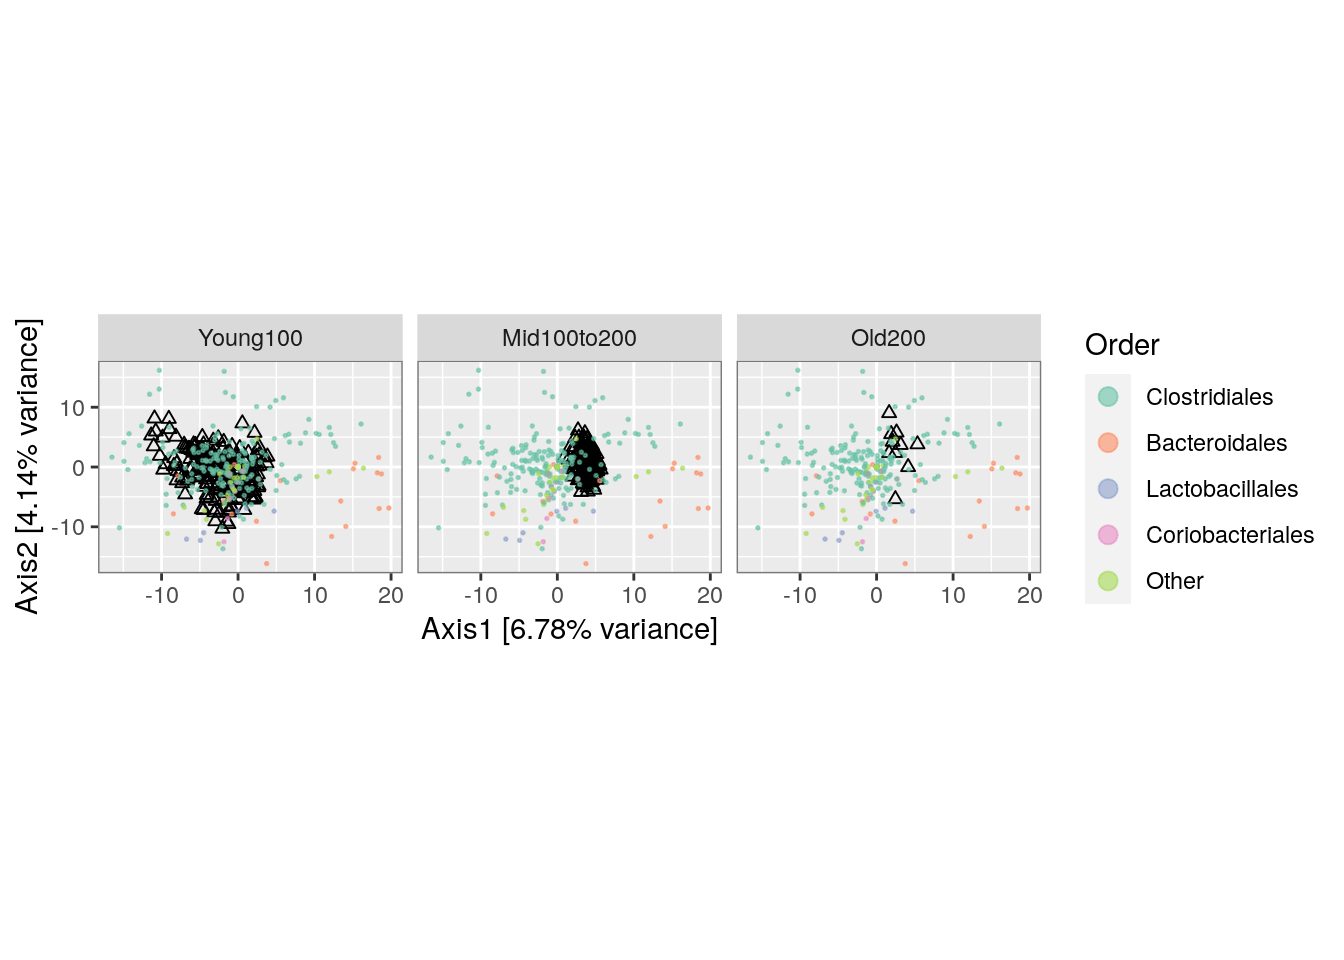 Young100
Mid100to200
Old200
Axis2 [4.14% variance]
10
0
-10
-10 0 10 20
-10 0 10 20
-10 0 10 20
Axis1 [6.78% variance]
Order
Clostridiales
Bacteroidales
Lactobacillales
Coriobacteriales
Other